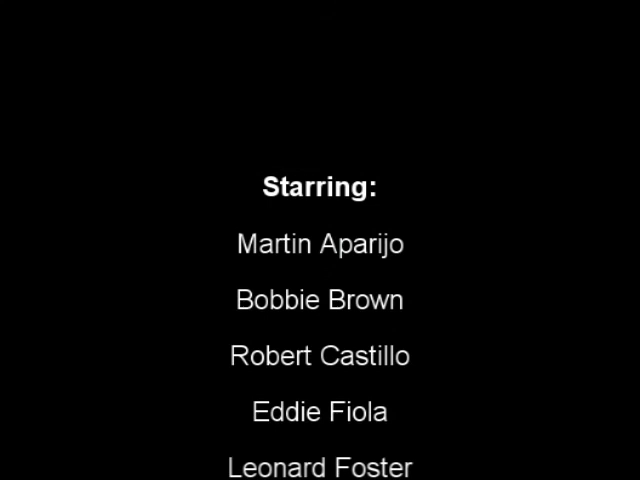 Starring:
Martin Aparijo
Bobbie Brown
Robert Castillo
Eddie Fiola
Leonard Foster